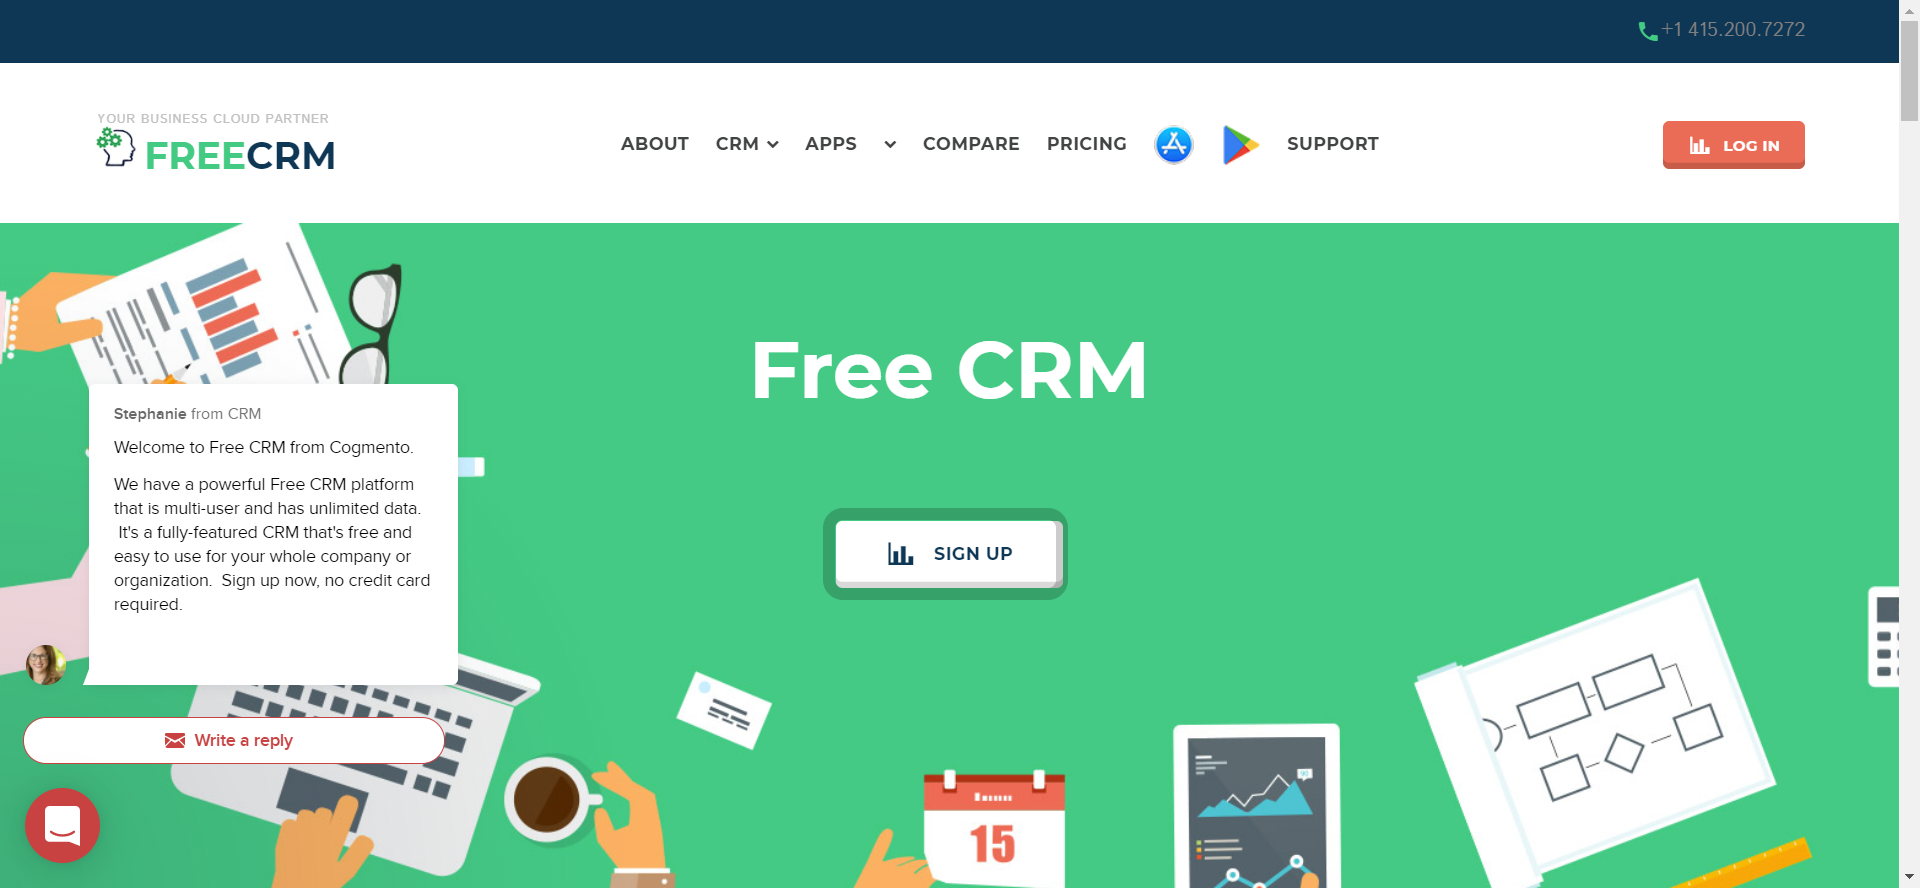 +1 415.200.7272
YOUR BUSINESS CLOUD PARTNER
FREECRM
ABOUT CRM APPS COMPARE PRICING SUPPORT
LOG IN
Free CRM
SIGN UP
Stephanie from CRM
Welcome to Free CRM from Cogmento.
We have a powerful Free CRM platform
that is multi-user and has unlimited data.
It's a fully-featured CRM that's free and
easy to use for your whole company or
organization. Sign up now, no credit card
required.
Write a reply
15